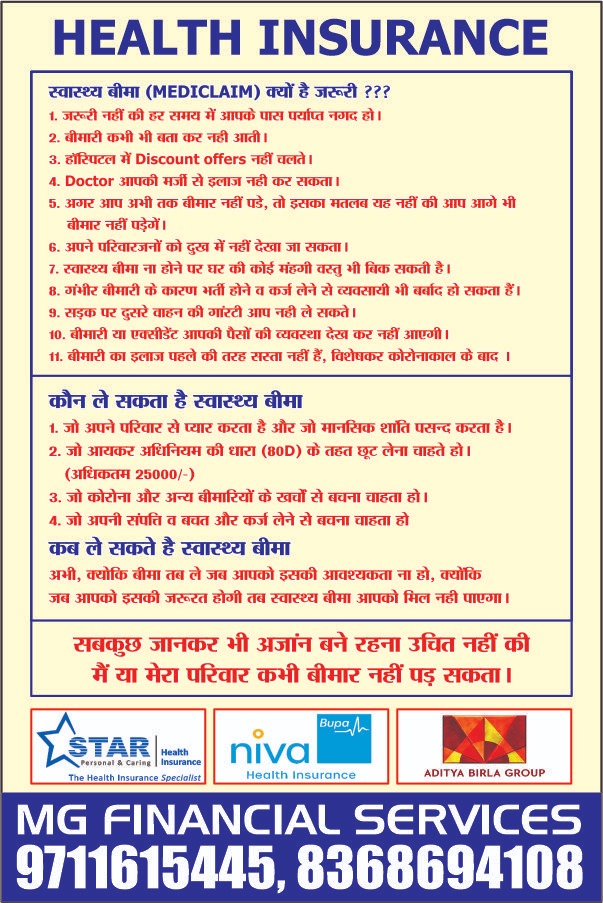 HEALTH INSURANCE
स्वास्थ्य बीमा (MEDICLAIM) क्यों है जरूरी ???
1. जरूरी नहीं की हर समय में आपके पास पर्याप्त नगद हो।
2. बीमारी कभी भी बता कर नही आती।
3. हॉस्पिटल में Discount offers नहीं चलते।
4. Doctor आपकी मर्जी से इलाज नही कर सकता।
5. अगर आप अभी तक बीमार नहीं पडे, तो इसका मतलब यह नहीं की आप आगे भी
बीमार नहीं पड़ेगें।
6. अपने परिवारजनों को दुख में नहीं देखा जा सकता।
7. स्वास्थ्य बीमा ना होने पर घर की कोई मंहगी वस्तु भी बिक सकती है।
8. गंभीर बीमारी के कारण भर्ती होने व कर्ज लेने से व्यवसायी भी बर्बाद हो सकता हैं।
9. सड़क पर दुसरे वाहन की गांरटी आप नही ले सकते।
10. बीमारी या एक्सीडेंट आपकी पैसों की व्यवस्था देख कर नहीं आएगी।
11. बीमारी का इलाज पहले की तरह सस्ता नहीं हैं, विशेषकर कोरोनाकाल के बाद ।
कौन ले सकता है स्वास्थ्य बीमा
1. जो अपने परिवार से प्यार करता है और जो मानसिक शांति पसन्द करता है।
2. जो आयकर अधिनियम की धारा (80D) के तहत छूट लेना चाहते हो।
(अधिकतम 25000/-)
3. जो कोरोना और अन्य बीमारियों के खर्चों से बचना चाहता हो।
4. जो अपनी संपत्ति व बचत और कर्ज लेने से बचना चाहता हो
कब ले सकते है स्वास्थ्य बीमा
अभी, क्योकि बीमा तब ले जब आपको इसकी आवश्यकता ना हो, क्योंकि
जब आपको इसकी जरूरत होगी तब स्वास्थ्य बीमा आपको मिल नही पाएगा।
सबकुछ जानकर भी अजांन बने रहना उचित नहीं की
मैं या मेरा परिवार कभी बीमार नहीं पड़ सकता।
STAR Health Insurance
Personal & Caring
The Health Insurance Specialist
niva Bupa
Health Insurance
ADITYA BIRLA GROUP
MG FINANCIAL SERVICES
9711615445, 8368694108